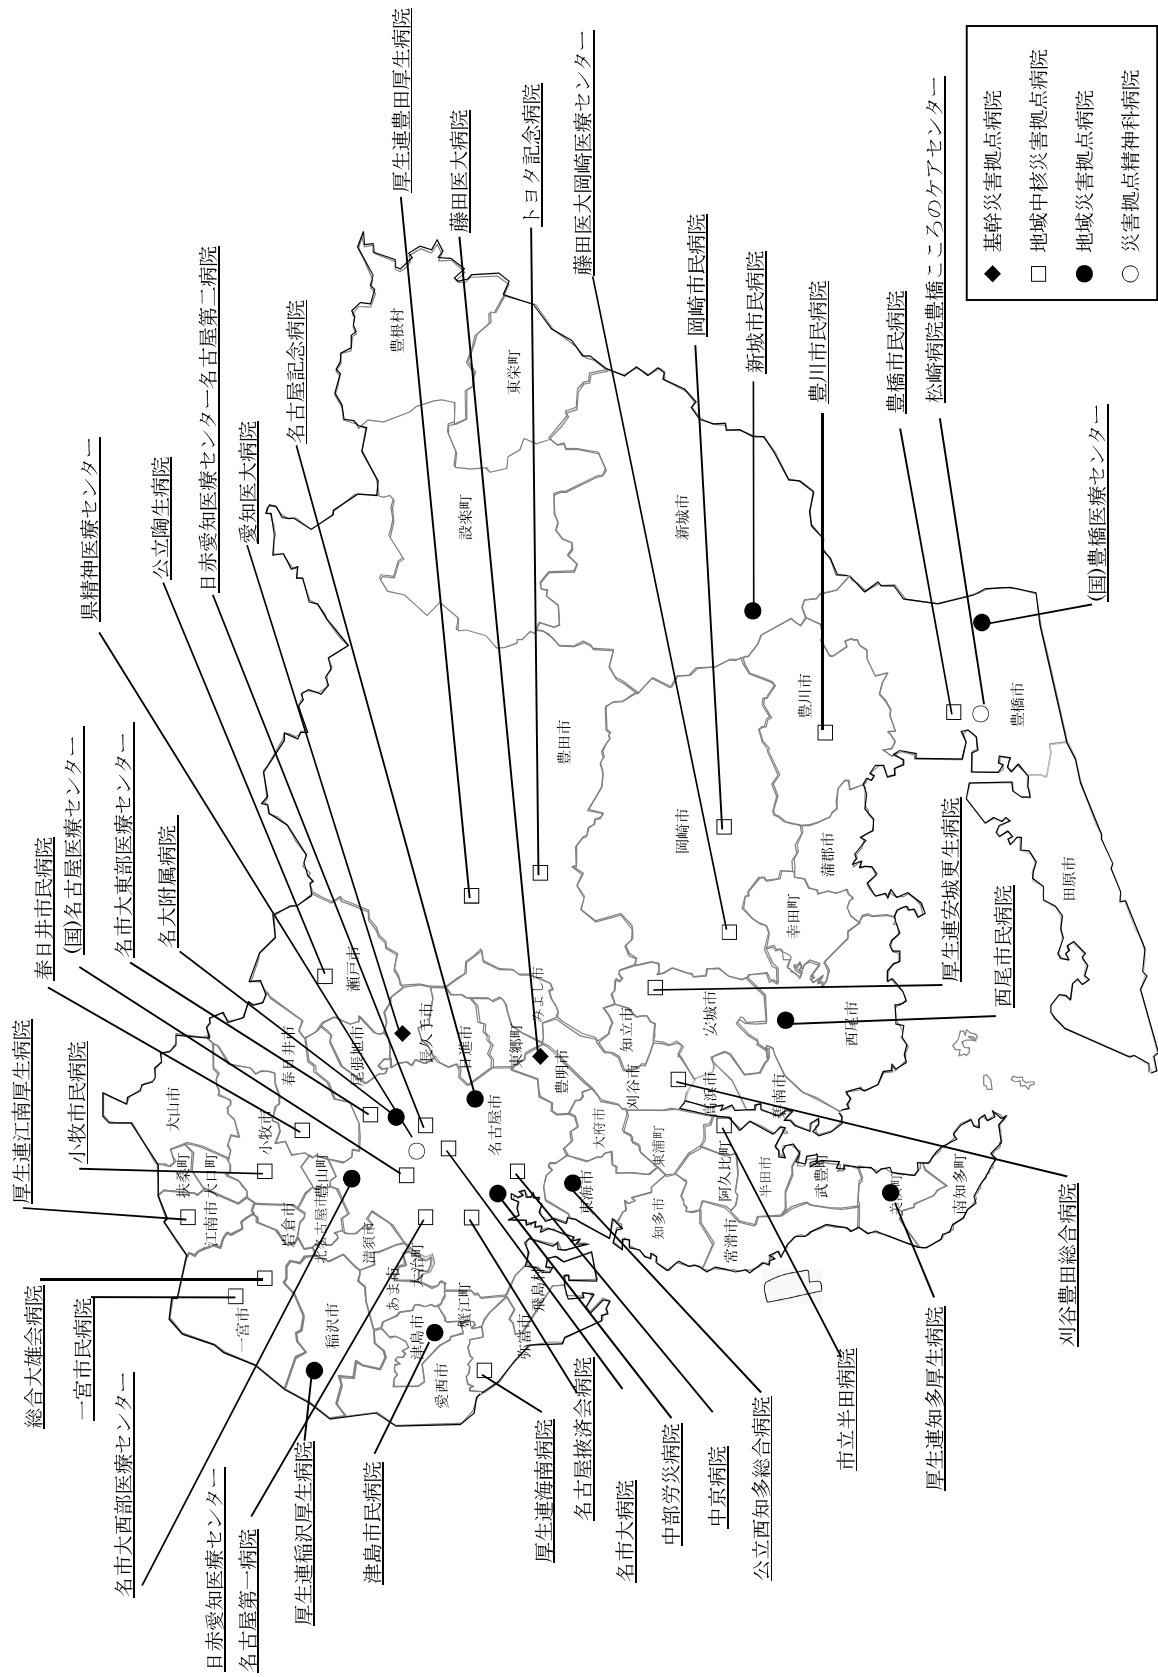 厚生連江南厚生病院
小牧市民病院
春日井市民病院
(国)名古屋医療センター
名市大東部医療センター
名大附属病院
県精神医療センター
公立陶生病院
日赤愛知医療センター名古屋第二病院
愛知医大病院
名古屋記念病院
厚生連豊田厚生病院
藤田医大病院
トヨタ記念病院
藤田医大岡崎医療センター
岡崎市民病院
新城市民病院
豊川市民病院
豊橋市民病院
松崎病院豊橋こころのケアセンター
(国)豊橋医療センター
基幹災害拠点病院
地域中核災害拠点病院
地域災害拠点病院
災害拠点精神科病院
豊根村
東栄町
設楽町
新城市
豊田市
豊川市
豊橋市
岡崎市
蒲郡市
幸田町
田原市
瀬戸市
尾張旭市
長久手市
日進市
東郷町
みよし市
豊明市
知立市
安城市
西尾市
刈谷市
高浜市
碧南市
犬山市
春日井市
小牧市
扶桑町
大口町
江南市
岩倉市
豊山町
北名古屋市
清須市
名古屋市
大府市
東浦町
東海市
知多市
阿久比町
半田市
常滑市
武豊町
美浜町
南知多町
一宮市
稲沢市
あま市
大治町
津島市
愛西市
蟹江町
弥富市
飛島村
厚生連安城更生病院
西尾市民病院
総合大雄会病院
一宮市民病院
名市大西部医療センター
日赤愛知医療センター
名古屋第一病院
厚生連稲沢厚生病院
津島市民病院
厚生連海南病院
名古屋掖済会病院
名市大病院
中部労災病院
中京病院
公立西知多総合病院
市立半田病院
厚生連知多厚生病院
刈谷豊田総合病院